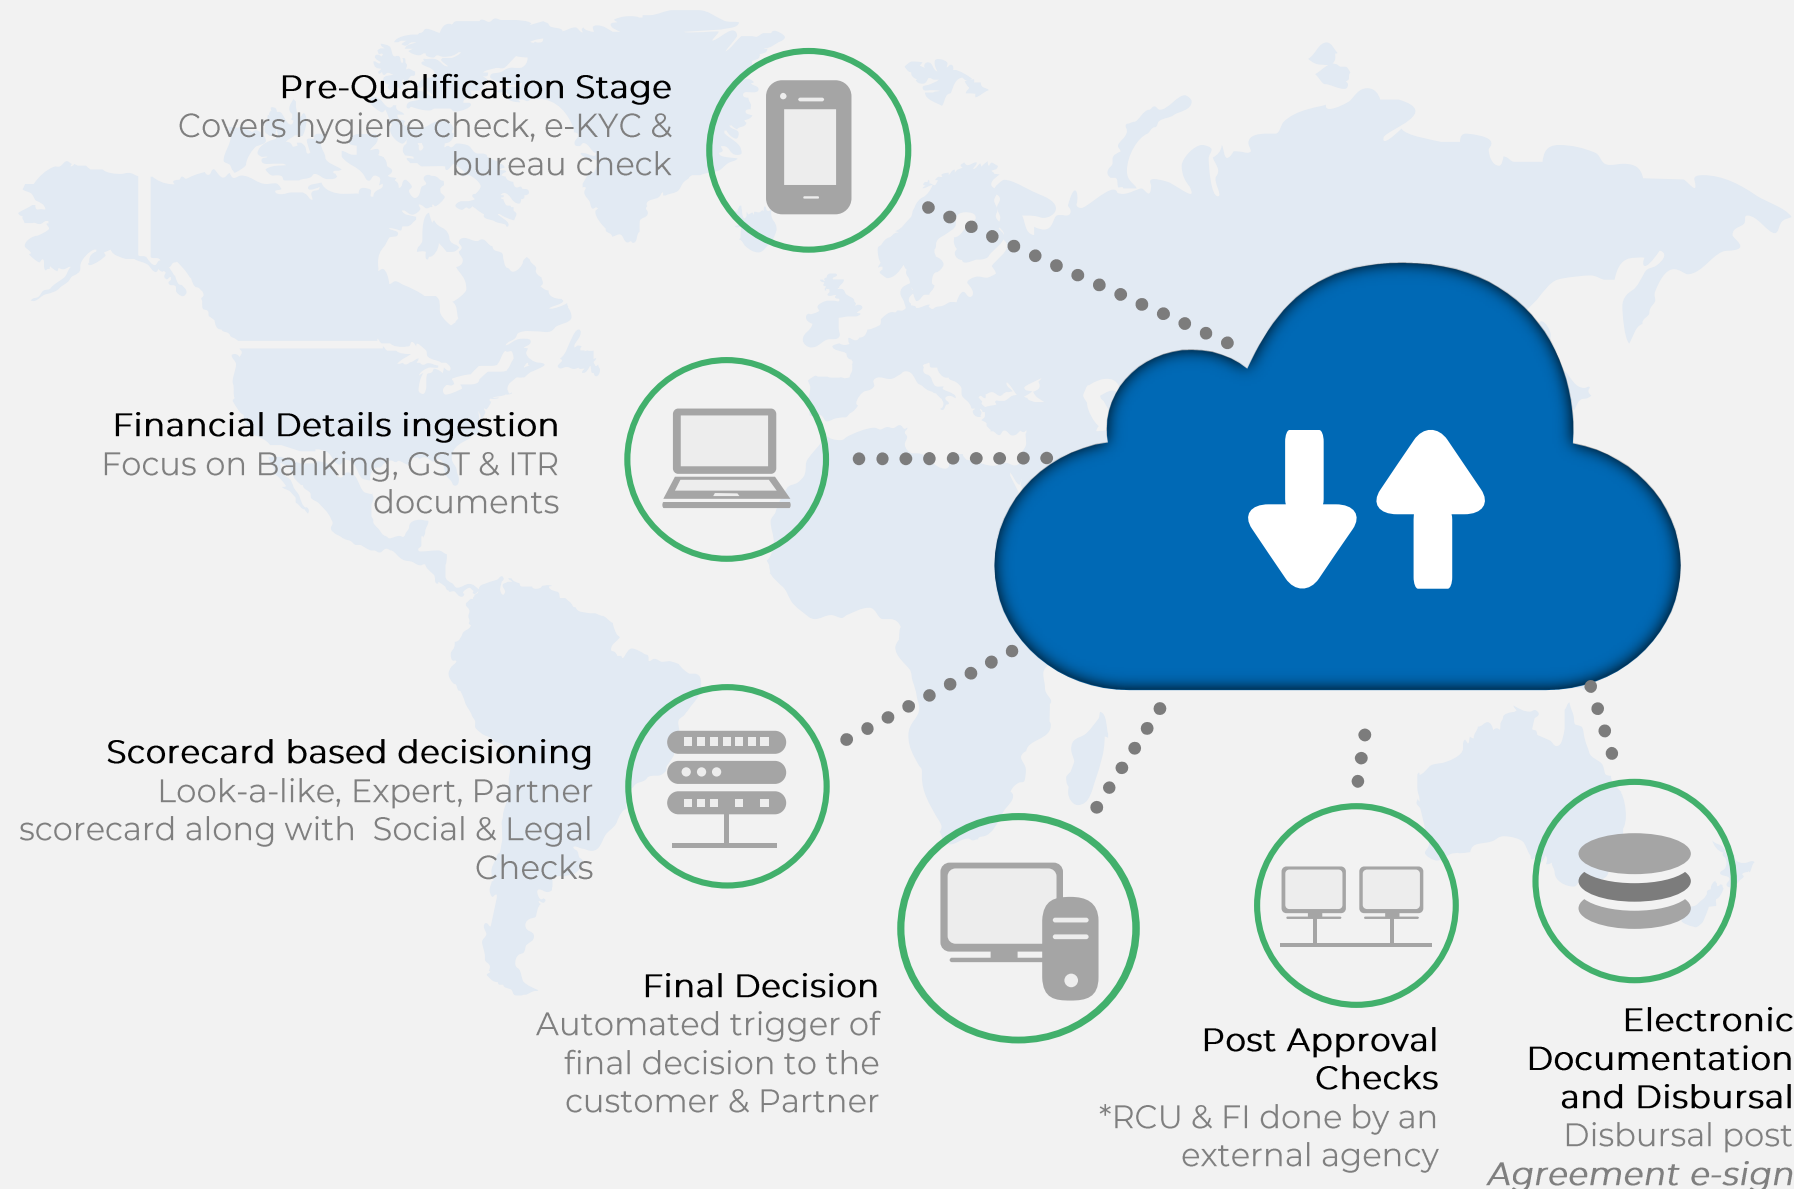 Pre-Qualification Stage
Covers hygiene check, e-KYC &
bureau check
Financial Details ingestion
Focus on Banking, GST & ITR
documents
Scorecard based decisioning
Look-a-like, Expert, Partner
scorecard along with  Social & Legal
Checks
Final Decision
Automated trigger of
final decision to the
customer & Partner
Post Approval
Checks
*RCU & FI done by an
external agency
Electronic
Documentation
and Disbursal
Disbursal post
Agreement e-sign